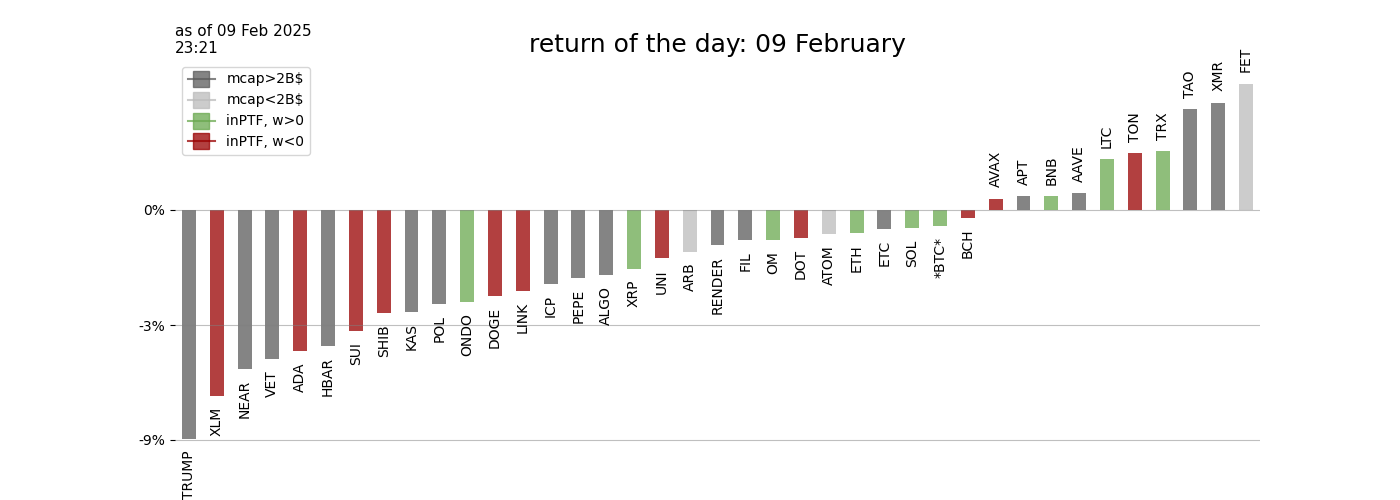 as of 09 Feb 2025
23:21
return of the day: 09 February
mcap>2B$
mcap<2B$
inPTF, w>0
inPTF, w<0
0%
-3%
-9%
TRUMP
XLM
NEAR
VET
ADA
HBAR
SUI
SHIB
KAS
POL
ONDO
DOGE
LINK
ICP
PEPE
ALGO
XRP
UNI
ARB
RENDER
FIL
OM
DOT
ATOM
ETH
ETC
SOL
*BTC*
BCH
AVAX
APT
BNB
AAVE
LTC
TON
TRX
TAO
XMR
FET